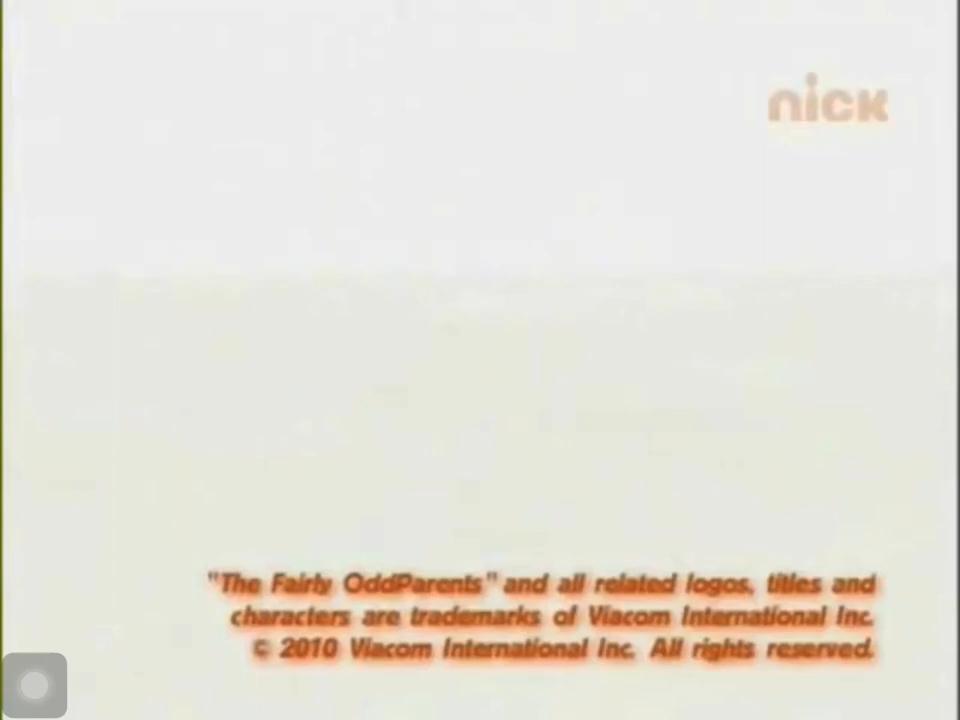 nick
"The Fairly OddParents" and all related logos, titles and
characters are trademarks of Viacom International Inc.
© 2010 Viacom International Inc. All rights reserved.